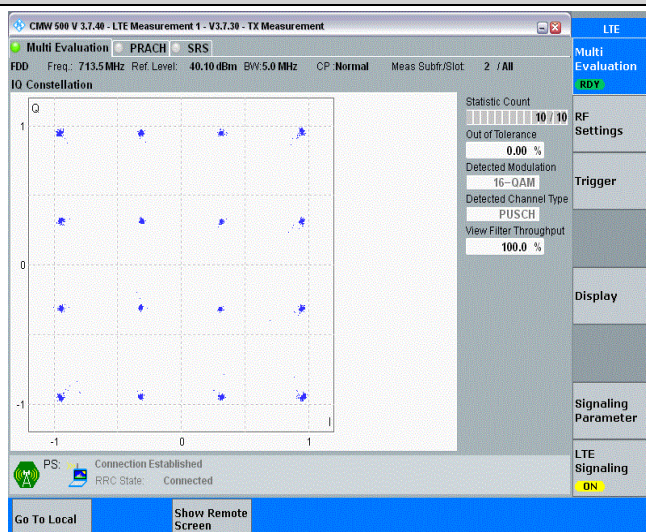 CMW 500 V 3.7.40 - LTE Measurement 1 - V3.7.30 - TX Measurement
LTE
Multi Evaluation PRACH SRS
FDD Freq.: 713.5 MHz Ref. Level: 40.10 dBm BW:5.0 MHz CP :Normal Meas Subfr./Slot: 2 / All
IQ Constellation
Q
1
0
-1
-1 0 1
I
Statistic Count
10 / 10
Out of Tolerance
0.00 %
Detected Modulation
16-QAM
Detected Channel Type
PUSCH
View Filter Throughput
100.0 %
Multi
Evaluation
RDY
RF
Settings
Trigger
Display
Signaling
Parameter
LTE
Signaling
ON
PS: Connection Established
RRC State: Connected
Go To Local
Show Remote
Screen